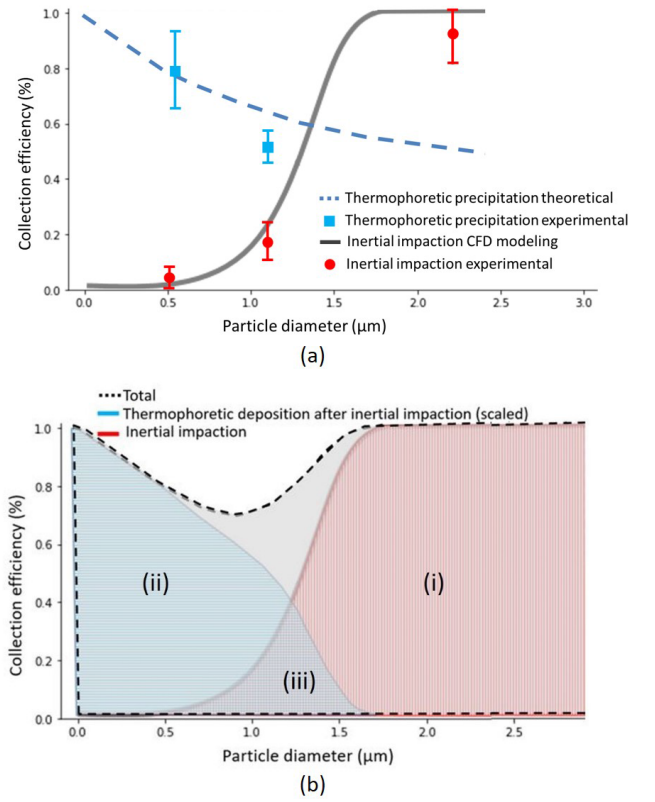 Collection efficiency (%)
1.0
0.8
0.6
0.4
0.2
0.0
Thermophoretic precipitation theoretical
Thermophoretic precipitation experimental
Inertial impaction CFD modeling
Inertial impaction experimental
0.0 0.5 1.0 1.5 2.0 2.5 3.0
Particle diameter (μm)
(a)
Total
Thermophoretic deposition after inertial impaction (scaled)
Inertial impaction
Collection efficiency (%)
1.0
0.8
0.6
0.4
0.2
0.0
(ii)
(i)
(iii)
0.0 0.5 1.0 1.5 2.0 2.5
Particle diameter (μm)
(b)